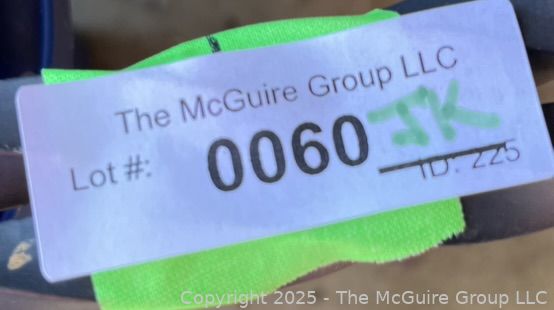 The McGuire Group LLC
Lot #: 0060 JK
ID: 225
Copyright 2025 - The McGuire Group LLC